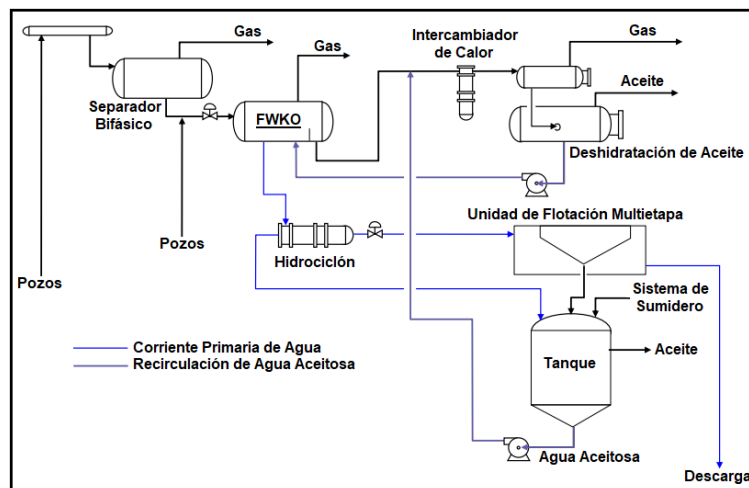 Gas
Gas
Intercambiador
de Calor
Gas
Aceite
Separador
Bifásico
FWKO
Deshidratación de Aceite
Pozos
Unidad de Flotación Multietapa
Hidrociclón
Pozos
Sistema de
Sumidero
Corriente Primaria de Agua
Recirculación de Agua Aceitosa
Tanque
Aceite
Agua Aceitosa
Descarga